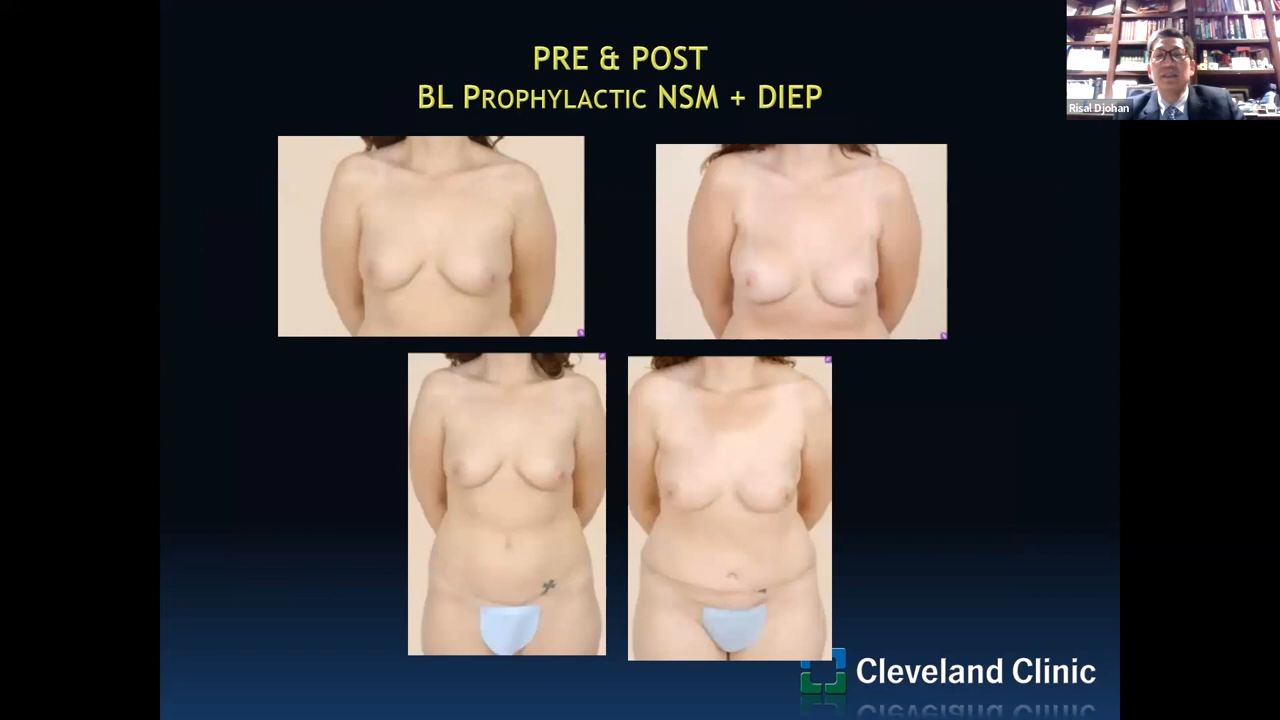 PRE & POST
BL PROPHYLACTIC NSM + DIEP
Risal Djohan
Cleveland Clinic